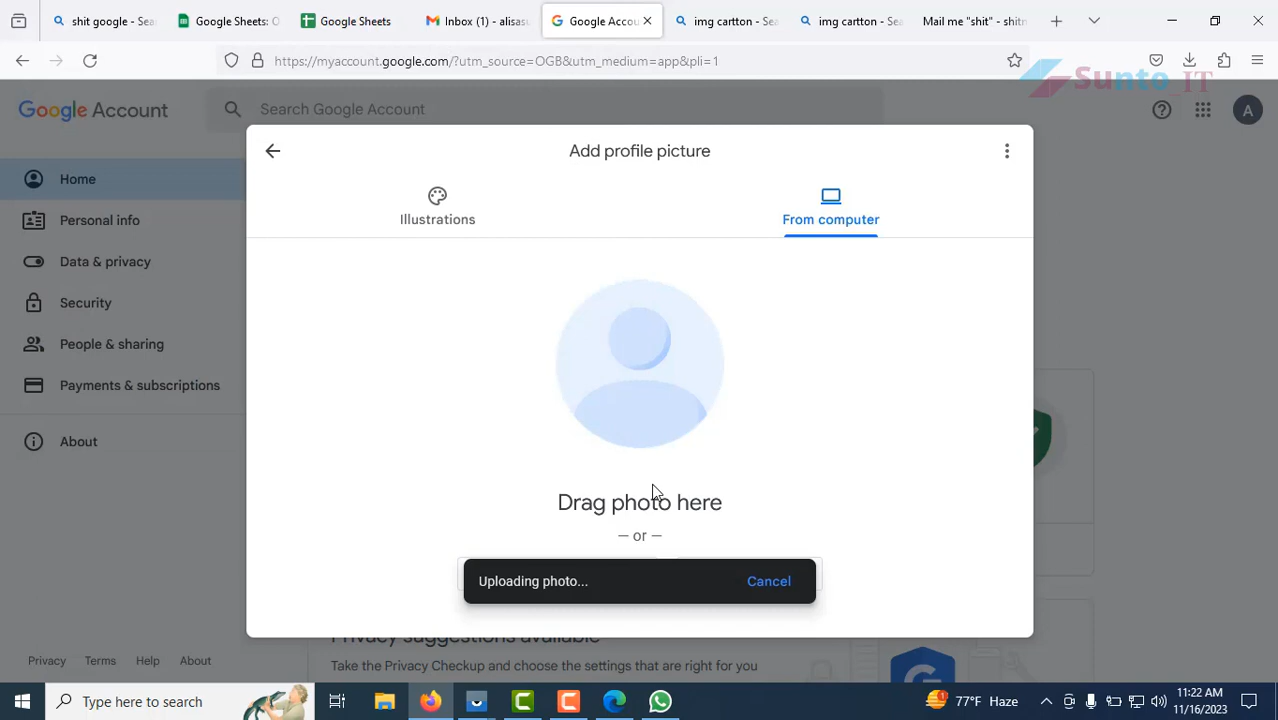 shit google - Sea
Google Sheets: O
Google Sheets
Inbox (1) - alisasu
Google Accou
img cartton - Sea
img cartton - Sea
Mail me "shit" - shitn
https://myaccount.google.com/?utm_source=OGB&utm_medium=app&pli=1
Sunto_IT
Google Account
Search Google Account
A
Add profile picture
Illustrations
From computer
Home
Personal info
Data & privacy
Security
People & sharing
Payments & subscriptions
About
Drag photo here
— or —
Uploading photo...
Cancel
Privacy suggestions available
Take the Privacy Checkup and choose the settings that are right for you
Privacy
Terms
Help
About
Type here to search
77°F Haze
11:22 AM
11/16/2023